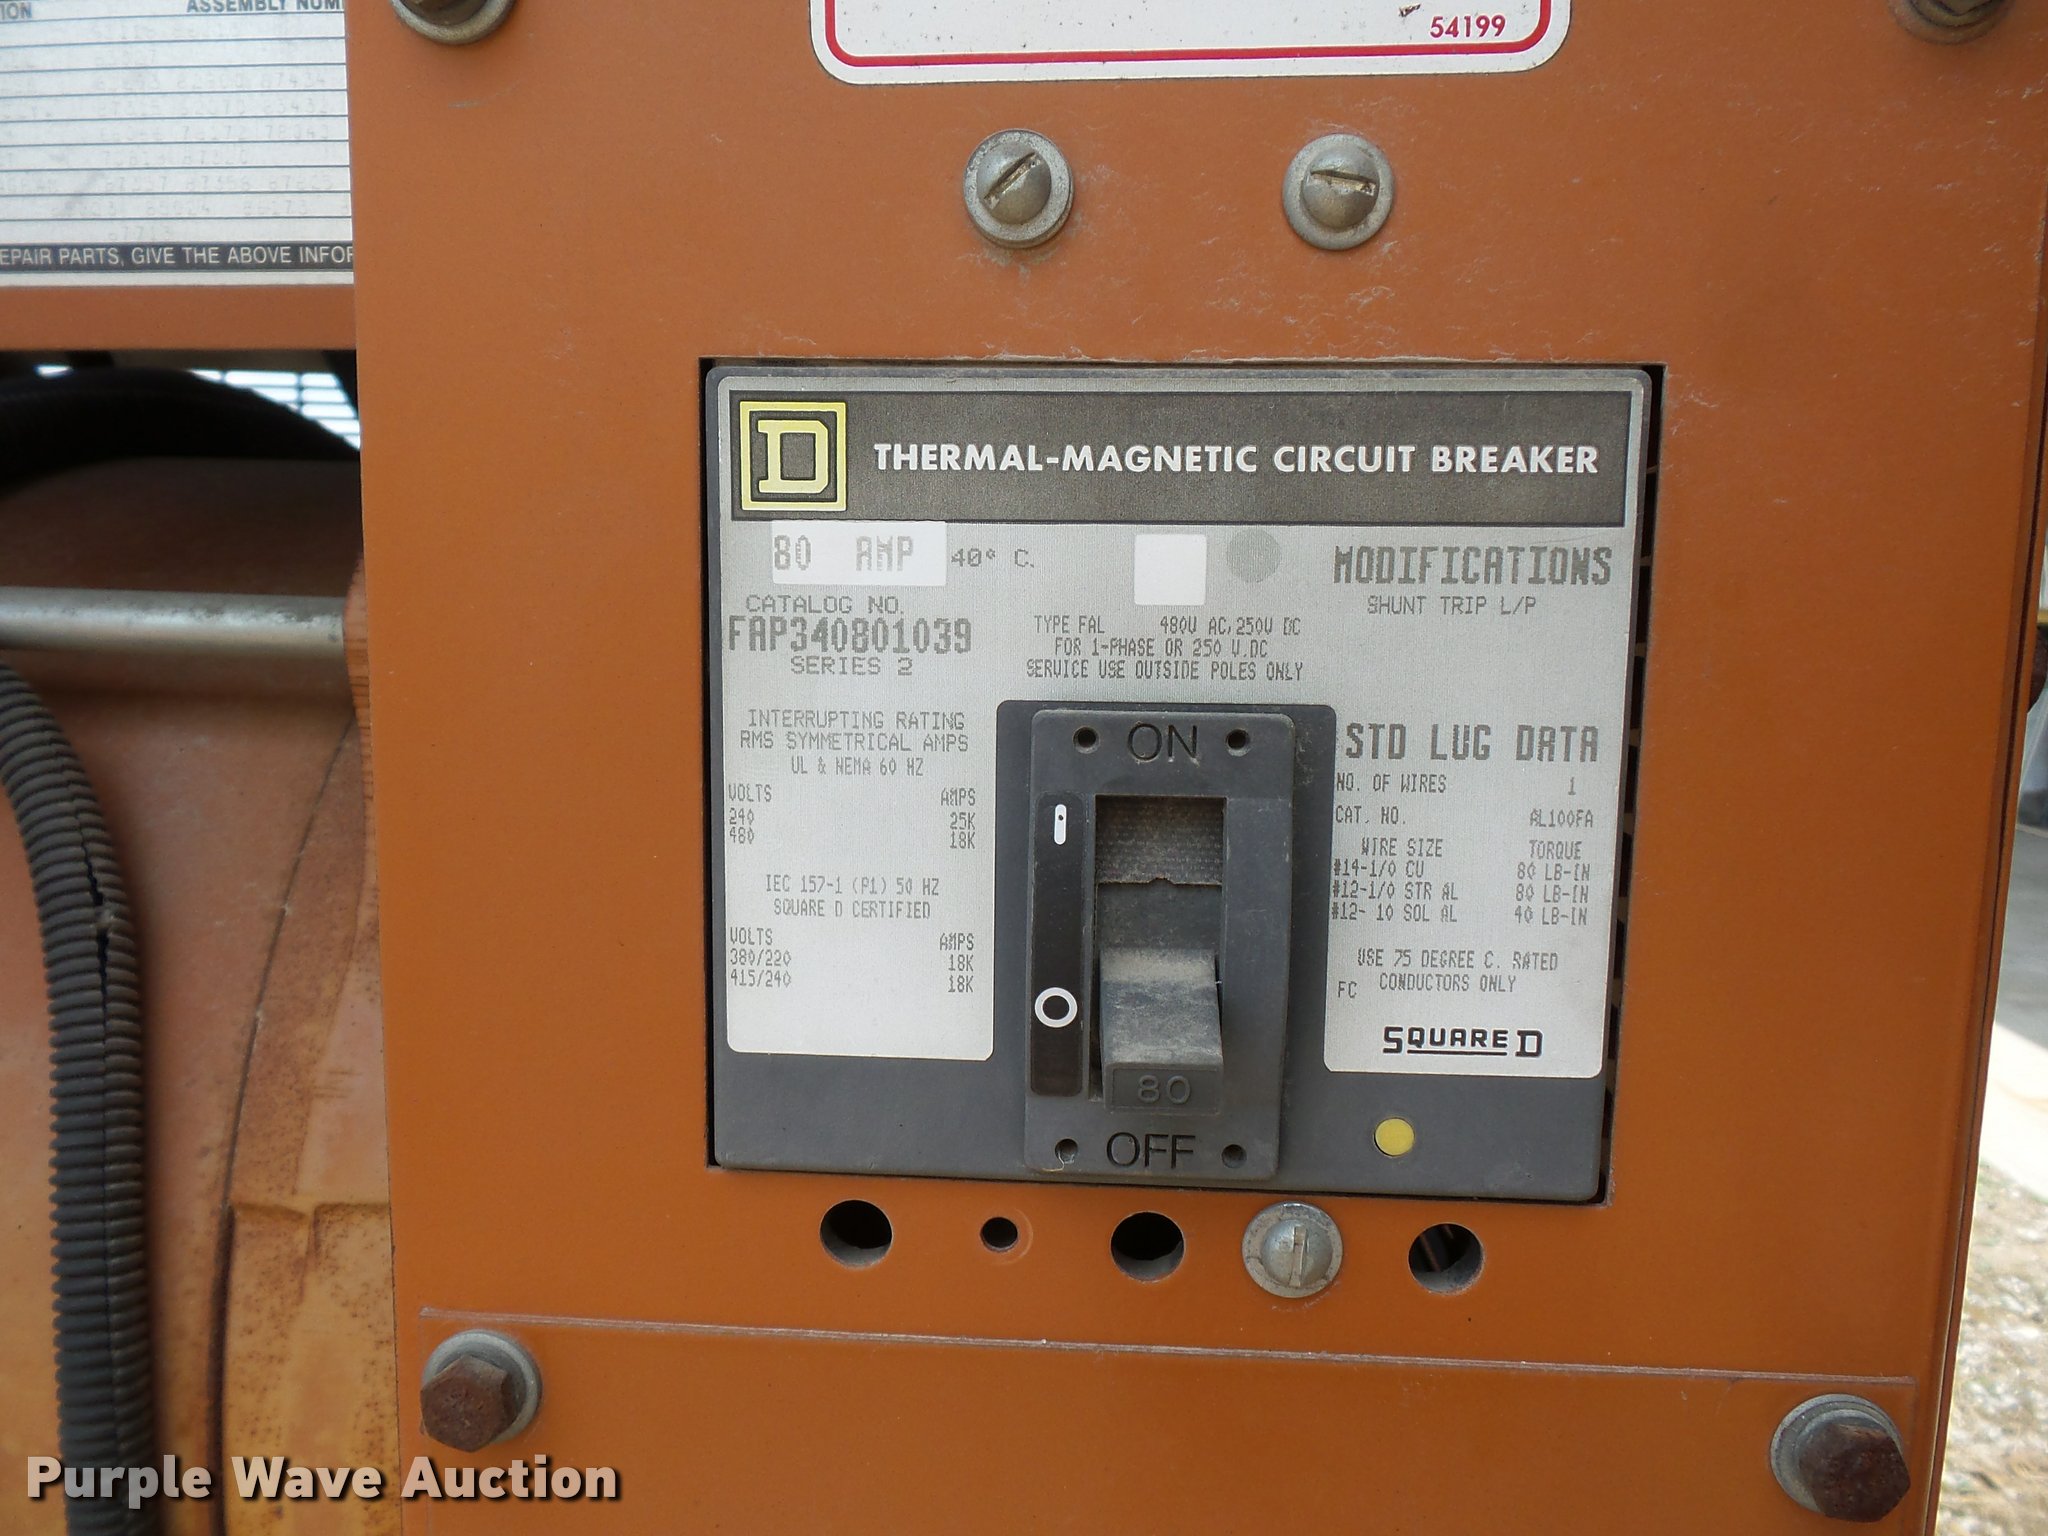 ION ASSEMBLY NUM
EPAIR PARTS, GIVE THE ABOVE INFOR
54199
D THERMAL-MAGNETIC CIRCUIT BREAKER
80 AMP 40° C.
CATALOG NO.
FAP340801039
SERIES 2
TYPE FAL 480V AC,250V DC
FOR 1-PHASE OR 250 V.DC
SERVICE USE OUTSIDE POLES ONLY
MODIFICATIONS
SHUNT TRIP L/P
INTERRUPTING RATING
RMS SYMMETRICAL AMPS
UL & NEMA 60 HZ
VOLTS AMPS
240 25K
480 18K
IEC 157-1 (P1) 50 HZ
SQUARE D CERTIFIED
VOLTS AMPS
380/220 18K
415/240 18K
ON
I
O
80
OFF
STD LUG DATA
NO. OF WIRES 1
CAT. NO. AL100FA
WIRE SIZE TORQUE
#14-1/0 CU 80 LB-IN
#12-1/0 STR AL 80 LB-IN
#12- 10 SOL AL 40 LB-IN
USE 75 DEGREE C. RATED
FC CONDUCTORS ONLY
SQUARE D
Purple Wave Auction